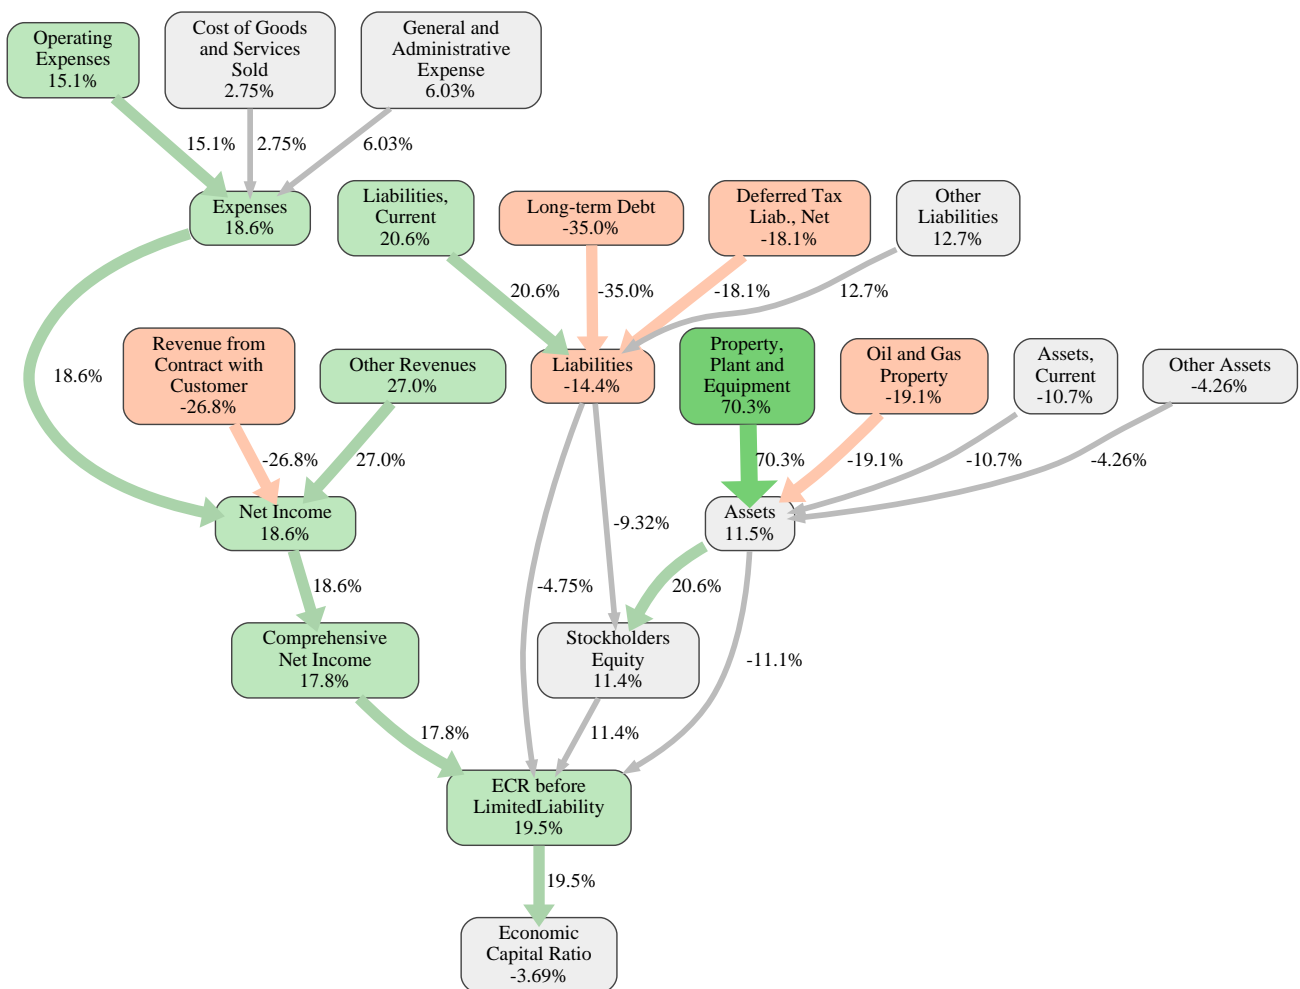 Operating
Expenses
15.1%
Cost of Goods
and Services
Sold
2.75%
General and
Administrative
Expense
6.03%
15.1%
2.75%
6.03%
Expenses
18.6%
Liabilities,
Current
20.6%
Long-term Debt
-35.0%
Deferred Tax
Liab., Net
-18.1%
Other
Liabilities
12.7%
20.6%
-35.0%
-18.1%
12.7%
18.6%
Revenue from
Contract with
Customer
-26.8%
Other Revenues
27.0%
Liabilities
-14.4%
Property,
Plant and
Equipment
70.3%
Oil and Gas
Property
-19.1%
Assets,
Current
-10.7%
Other Assets
-4.26%
-26.8%
27.0%
70.3%
-19.1%
-10.7%
-4.26%
Net Income
18.6%
-9.32%
Assets
11.5%
18.6%
-4.75%
20.6%
Comprehensive
Net Income
17.8%
Stockholders
Equity
11.4%
-11.1%
17.8%
11.4%
ECR before
LimitedLiability
19.5%
19.5%
Economic
Capital Ratio
-3.69%